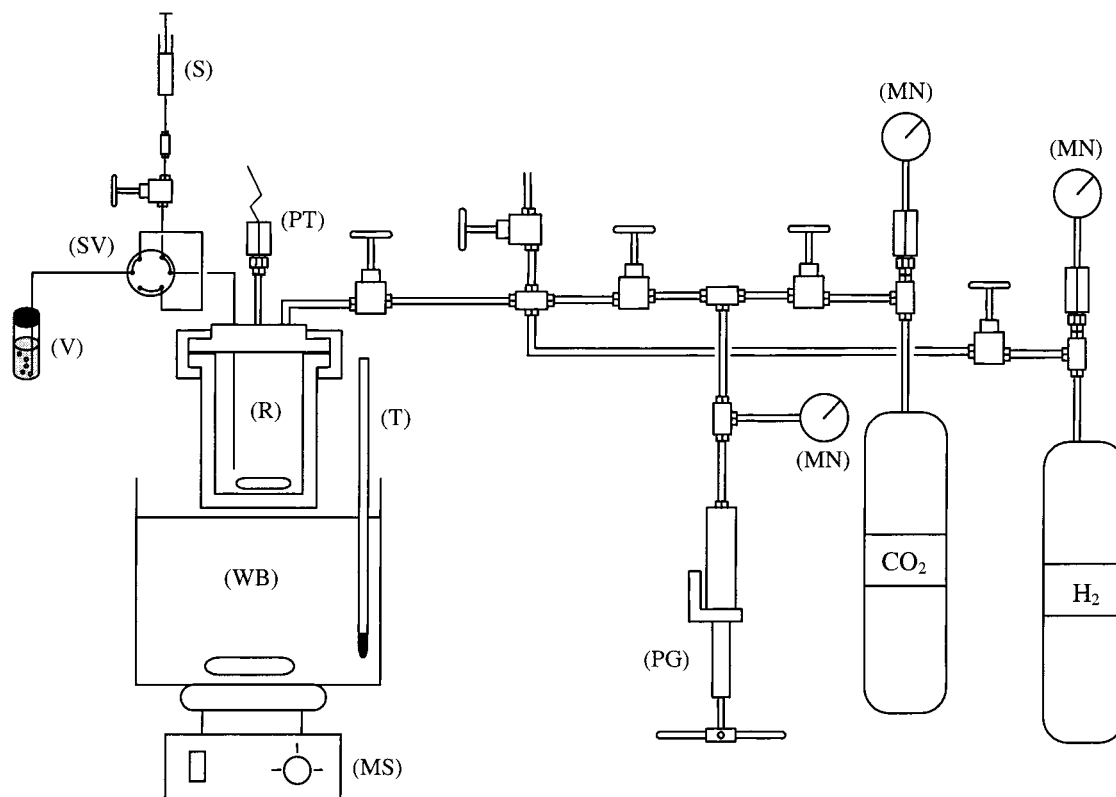 (S)
(MN)
(MN)
(PT)
(SV)
(V)
(R)
(T)
(MN)
(WB)
CO₂
H₂
(PG)
(MS)